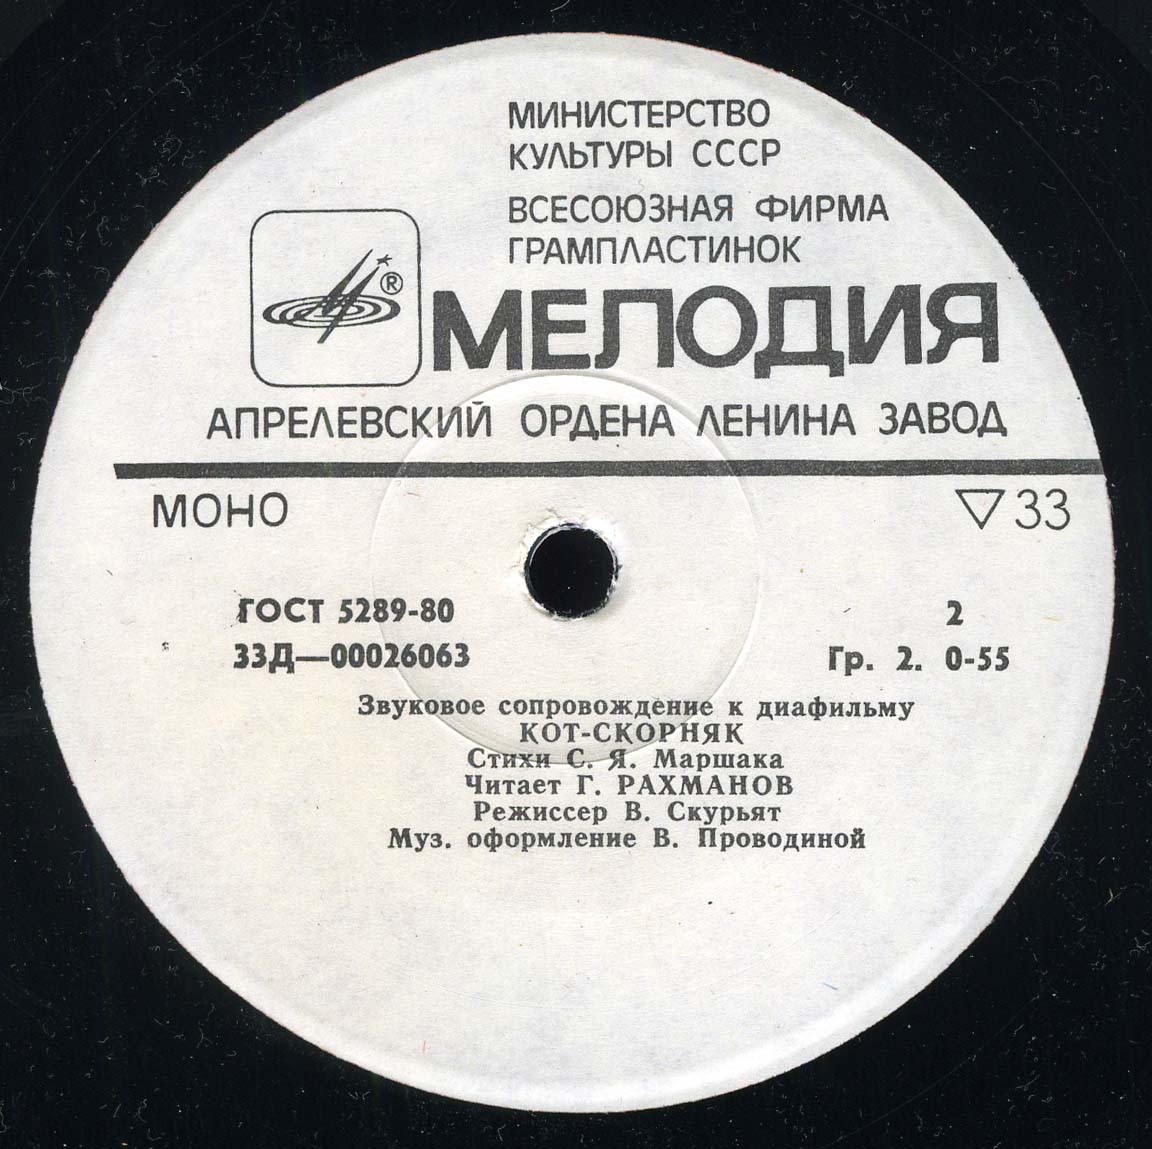 МИНИСТЕРСТВО
КУЛЬТУРЫ СССР
ВСЕСОЮЗНАЯ ФИРМА
ГРАМПЛАСТИНОК
®
МЕЛОДИЯ
АПРЕЛЕВСКИЙ ОРДЕНА ЛЕНИНА ЗАВОД
МОНО ▽33
ГОСТ 5289-80 2
33Д—00026063 Гр. 2. 0-55
Звуковое сопровождение к диафильму
КОТ-СКОРНЯК
Стихи С. Я. Маршака
Читает Г. РАХМАНОВ
Режиссер В. Скурьят
Муз. оформление В. Проводиной